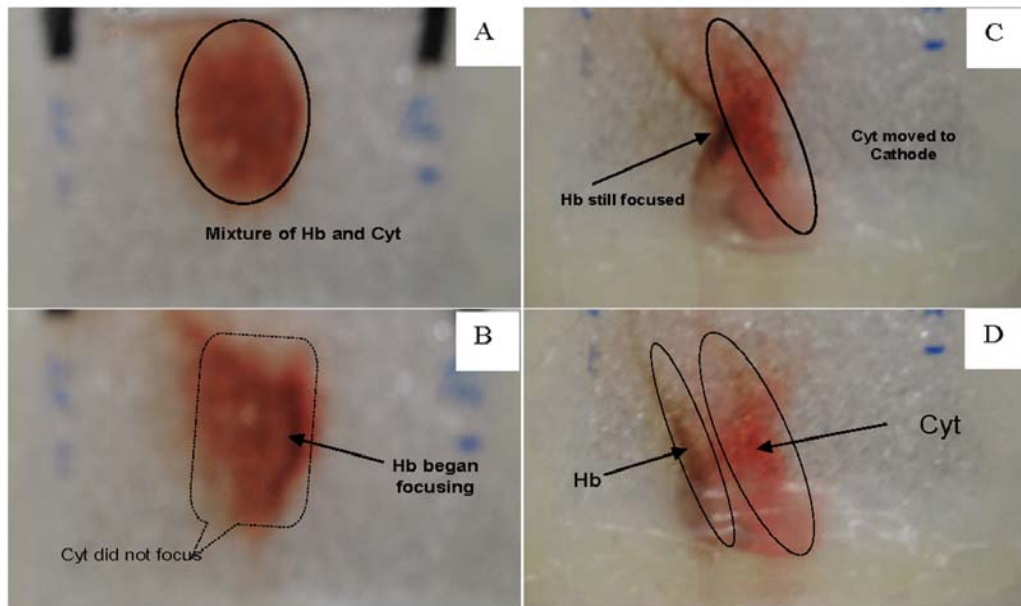 A
Mixture of Hb and Cyt
B
Hb began
focusing
Cyt did not focus
C
Cyt moved to
Cathode
Hb still focused
D
Cyt
Hb